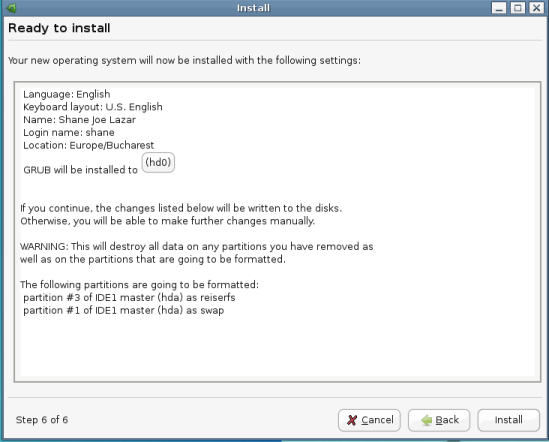 Install
Ready to install
Your new operating system will now be installed with the following settings:
Language: English
Keyboard layout: U.S. English
Name: Shane Joe Lazar
Login name: shane
Location: Europe/Bucharest
GRUB will be installed to (hd0)
If you continue, the changes listed below will be written to the disks.
Otherwise, you will be able to make further changes manually.
WARNING: This will destroy all data on any partitions you have removed as
well as on the partitions that are going to be formatted.
The following partitions are going to be formatted:
partition #3 of IDE1 master (hda) as reiserfs
partition #1 of IDE1 master (hda) as swap
Step 6 of 6 Cancel Back Install